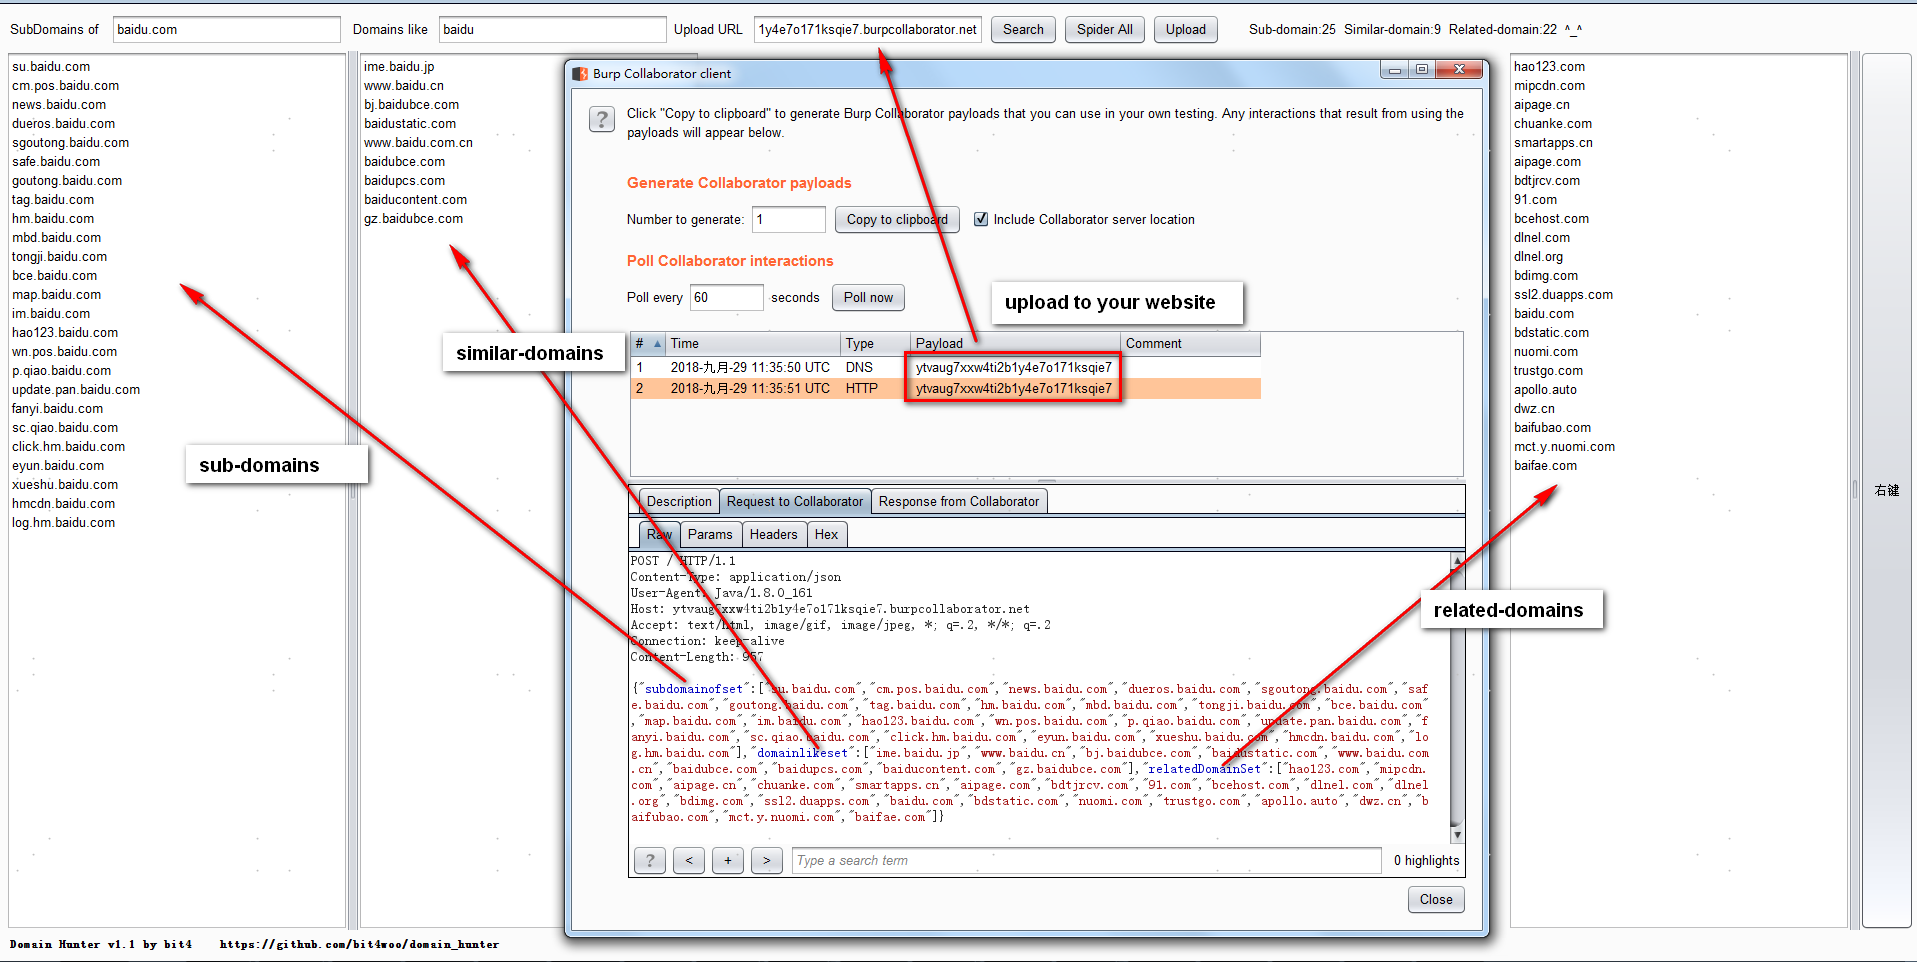 SubDomains of baidu.com Domains like baidu Upload URL 1y4e7o171ksqie7.burpcollaborator.net Search Spider All Upload Sub-domain:25 Similar-domain:9 Related-domain:22 ^_^
su.baidu.com
cm.pos.baidu.com
news.baidu.com
dueros.baidu.com
sgoutong.baidu.com
safe.baidu.com
goutong.baidu.com
tag.baidu.com
hm.baidu.com
mbd.baidu.com
tongji.baidu.com
bce.baidu.com
map.baidu.com
im.baidu.com
hao123.baidu.com
wn.pos.baidu.com
p.qiao.baidu.com
update.pan.baidu.com
fanyi.baidu.com
sc.qiao.baidu.com
click.hm.baidu.com
eyun.baidu.com
xueshu.baidu.com
hmcdn.baidu.com
log.hm.baidu.com
sub-domains
ime.baidu.jp
www.baidu.cn
bj.baidubce.com
baidustatic.com
www.baidu.com.cn
baidubce.com
baidupcs.com
baiducontent.com
gz.baidubce.com
similar-domains
Burp Collaborator client
? Click "Copy to clipboard" to generate Burp Collaborator payloads that you can use in your own testing. Any interactions that result from using the
payloads will appear below.
Generate Collaborator payloads
Number to generate: 1 Copy to clipboard Include Collaborator server location
Poll Collaborator interactions
Poll every 60 seconds Poll now
upload to your website
# Time Type Payload Comment
1 2018-九月-29 11:35:50 UTC DNS ytvaug7xxw4ti2b1y4e7o171ksqie7
2 2018-九月-29 11:35:51 UTC HTTP ytvaug7xxw4ti2b1y4e7o171ksqie7
Description Request to Collaborator Response from Collaborator
Raw Params Headers Hex
POST / HTTP/1.1
Content-Type: application/json
User-Agent: Java/1.8.0_161
Host: ytvaug7xxw4ti2b1y4e7o171ksqie7.burpcollaborator.net
Accept: text/html, image/gif, image/jpeg, *; q=.2, */*; q=.2
Connection: keep-alive
Content-Length: 957
{"subdomainofset":["su.baidu.com","cm.pos.baidu.com","news.baidu.com","dueros.baidu.com","sgoutong.baidu.com","saf
e.baidu.com","goutong.baidu.com","tag.baidu.com","hm.baidu.com","mbd.baidu.com","tongji.baidu.com","bce.baidu.com"
,"map.baidu.com","im.baidu.com","hao123.baidu.com","wn.pos.baidu.com","p.qiao.baidu.com","update.pan.baidu.com","f
anyi.baidu.com","sc.qiao.baidu.com","click.hm.baidu.com","eyun.baidu.com","xueshu.baidu.com","hmcdn.baidu.com","lo
g.hm.baidu.com"],"domainlikeset":["ime.baidu.jp","www.baidu.cn","bj.baidubce.com","baidustatic.com","www.baidu.com
.cn","baidubce.com","baidupcs.com","baiducontent.com","gz.baidubce.com"],"relatedDomainSet":["hao123.com","mipcdn.
com","aipage.cn","chuanke.com","smartapps.cn","aipage.com","bdtjrcv.com","91.com","bcehost.com","dlnel.com","dlnel
.org","bdimg.com","ssl2.duapps.com","baidu.com","bdstatic.com","nuomi.com","trustgo.com","apollo.auto","dwz.cn","b
aifubao.com","mct.y.nuomi.com","baifae.com"]}
? < + > Type a search term 0 highlights
Close
hao123.com
mipcdn.com
aipage.cn
chuanke.com
smartapps.cn
aipage.com
bdtjrcv.com
91.com
bcehost.com
dlnel.com
dlnel.org
bdimg.com
ssl2.duapps.com
baidu.com
bdstatic.com
nuomi.com
trustgo.com
apollo.auto
dwz.cn
baifubao.com
mct.y.nuomi.com
baifae.com
related-domains
右键
Domain Hunter v1.1 by bit4 https://github.com/bit4woo/domain_hunter